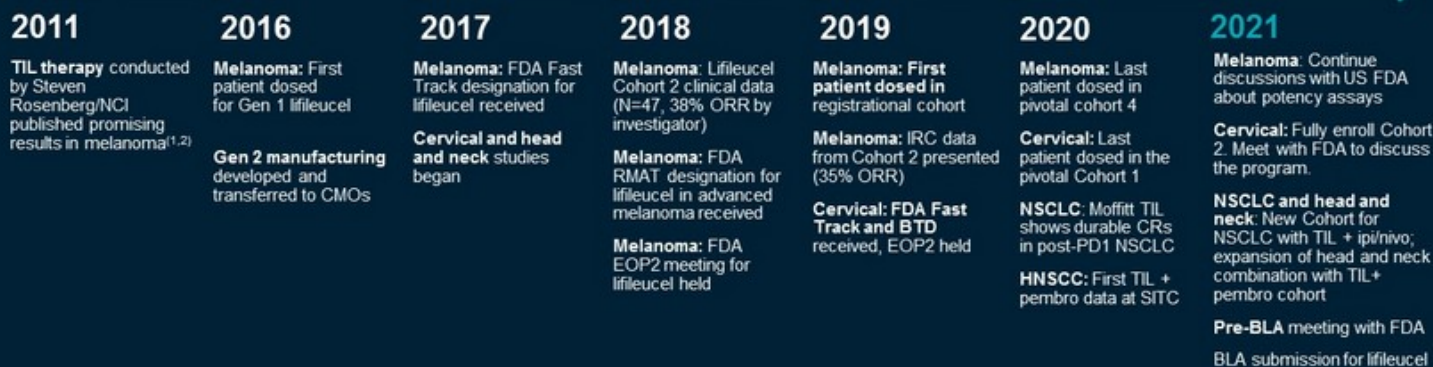 2011
TIL therapy conducted
by Steven
Rosenberg/NCI
published promising
results in melanoma(1,2)
2016
Melanoma: First
patient dosed
for Gen 1 lifileucel
Gen 2 manufacturing
developed and
transferred to CMOs
2017
Melanoma: FDA Fast
Track designation for
lifileucel received
Cervical and head
and neck studies
began
2018
Melanoma: Lifileucel
Cohort 2 clinical data
(N=47, 38% ORR by
investigator)
Melanoma: FDA
RMAT designation for
lifileucel in advanced
melanoma received
Melanoma: FDA
EOP2 meeting for
lifileucel held
2019
Melanoma: First
patient dosed in
registrational cohort
Melanoma: IRC data
from Cohort 2 presented
(35% ORR)
Cervical: FDA Fast
Track and BTD
received, EOP2 held
2020
Melanoma: Last
patient dosed in
pivotal cohort 4
Cervical: Last
patient dosed in the
pivotal Cohort 1
NSCLC: Moffitt TIL
shows durable CRs
in post-PD1 NSCLC
HNSCC: First TIL +
pembro data at SITC
2021
Melanoma: Continue
discussions with US FDA
about potency assays
Cervical: Fully enroll Cohort
2. Meet with FDA to discuss
the program.
NSCLC and head and
neck: New Cohort for
NSCLC with TIL + ipi/nivo;
expansion of head and neck
combination with TIL+
pembro cohort
Pre-BLA meeting with FDA
BLA submission for lifileucel